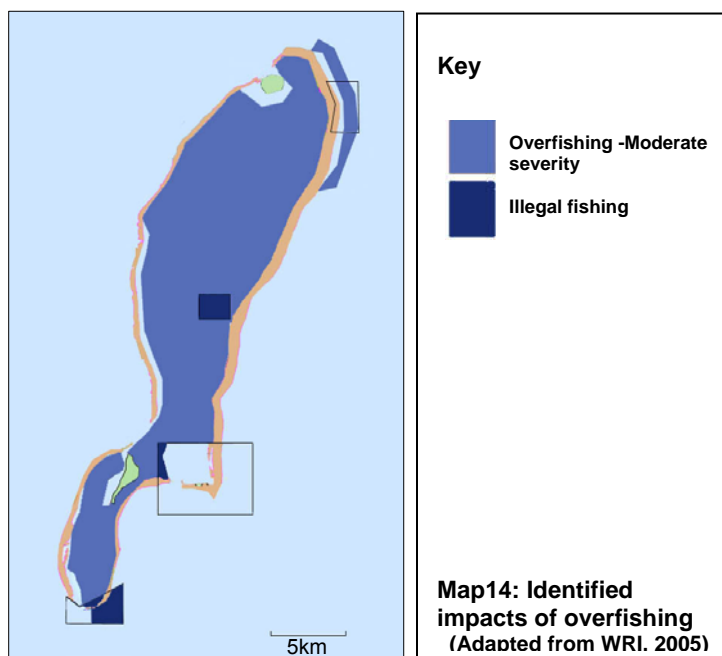 Key
Overfishing -Moderate
severity
Illegal fishing
5km
Map14: Identified
impacts of overfishing
(Adapted from WRI. 2005)